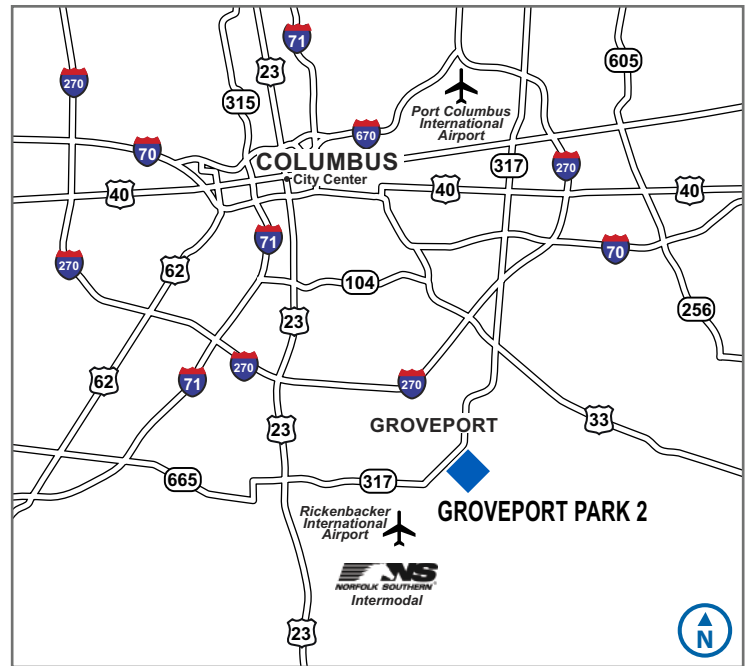 71
605
23
270
315
Port Columbus
International
Airport
670
70
317
COLUMBUS
City Center
270
40
40
40
71
70
62
270
104
256
23
62
270
71
270
33
GROVEPORT
23
665
317
GROVEPORT PARK 2
Rickenbacker
International
Airport
NS
NORFOLK SOUTHERN®
Intermodal
23
N